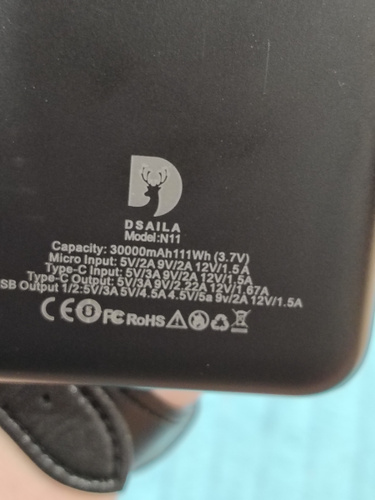 DSAILA
Model:N11
Capacity: 30000mAh111Wh (3.7V)
Micro Input: 5V/2A 9V/2A 12V/1.5 A
Type-C Input: 5V/3A 9V/2A 12V/1.5A
Type-C Output: 5V/3A 9V/2.22A 12V/1.67A
SB Output 1/2:5V/3A 5V/4.5A 4.5V/5a 9v/2A 12V/1.5A
CE FC RoHS